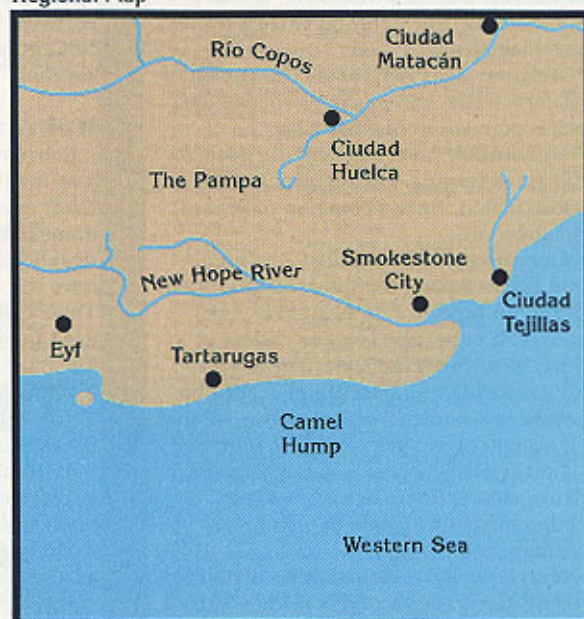 Regional Map
Río Copos
Ciudad
Matacán
Ciudad
Huelca
The Pampa
New Hope River
Smokestone
City
Ciudad
Tejillas
Eyf
Tartarugas
Camel
Hump
Western Sea